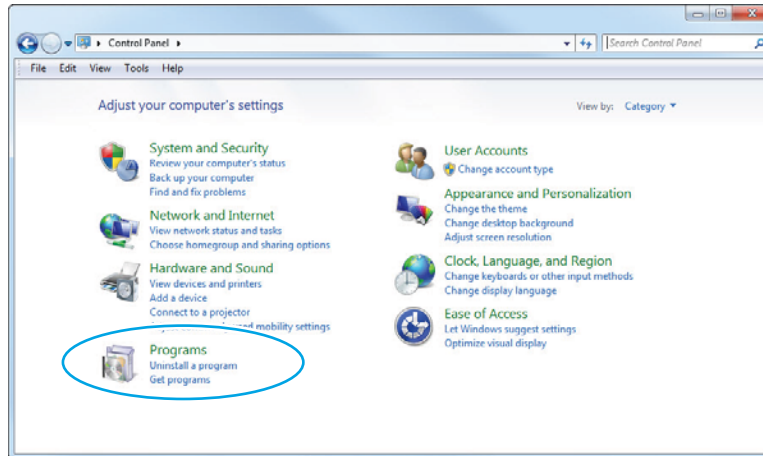 Control Panel
Search Control Panel
File Edit View Tools Help
Adjust your computer's settings
View by: Category
System and Security
Review your computer's status
Back up your computer
Find and fix problems
Network and Internet
View network status and tasks
Choose homegroup and sharing options
Hardware and Sound
View devices and printers
Add a device
Connect to a projector
mobility settings
Programs
Uninstall a program
Get programs
User Accounts
Change account type
Appearance and Personalization
Change the theme
Change desktop background
Adjust screen resolution
Clock, Language, and Region
Change keyboards or other input methods
Change display language
Ease of Access
Let Windows suggest settings
Optimize visual display